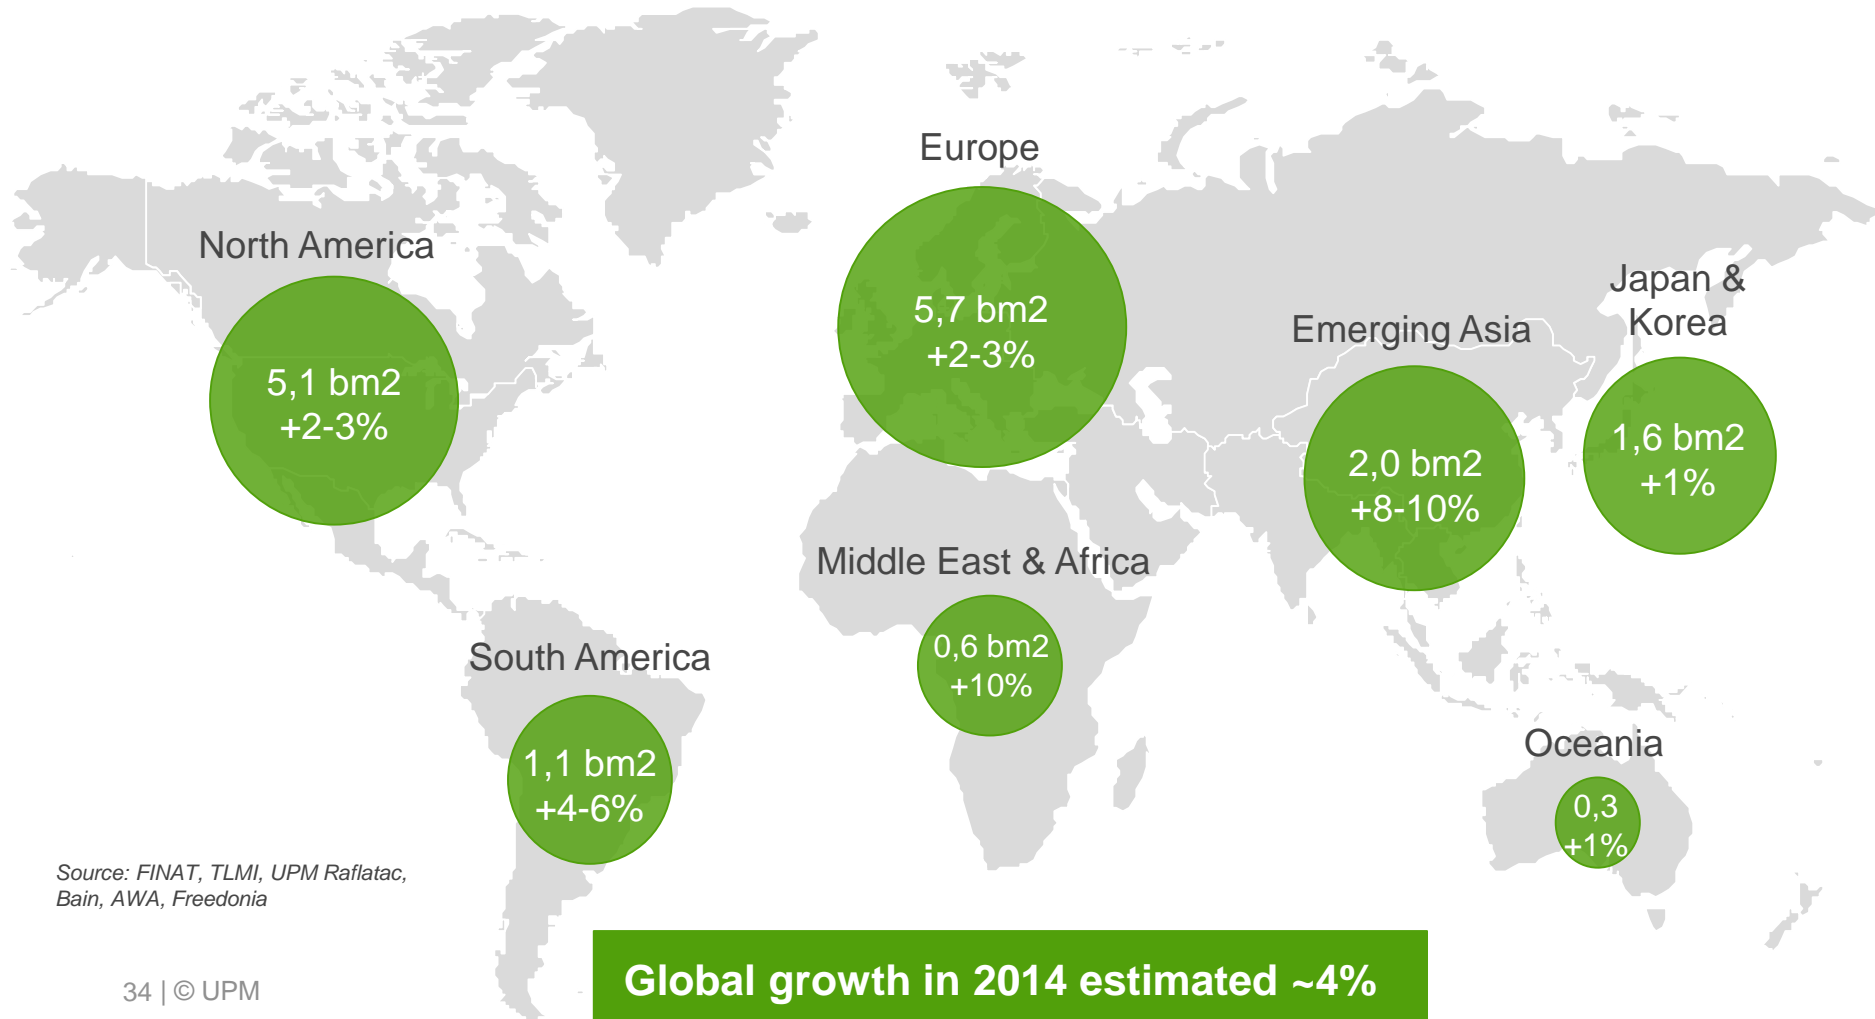 Europe
5,7 bm2
+2-3%
North America
5,1 bm2
+2-3%
Japan &
Korea
1,6 bm2
+1%
Emerging Asia
2,0 bm2
+8-10%
Middle East & Africa
0,6 bm2
+10%
South America
1,1 bm2
+4-6%
Oceania
0,3
+1%
Source: FINAT, TLMI, UPM Raflatac,
Bain, AWA, Freedonia
Global growth in 2014 estimated ~4%
34 | © UPM